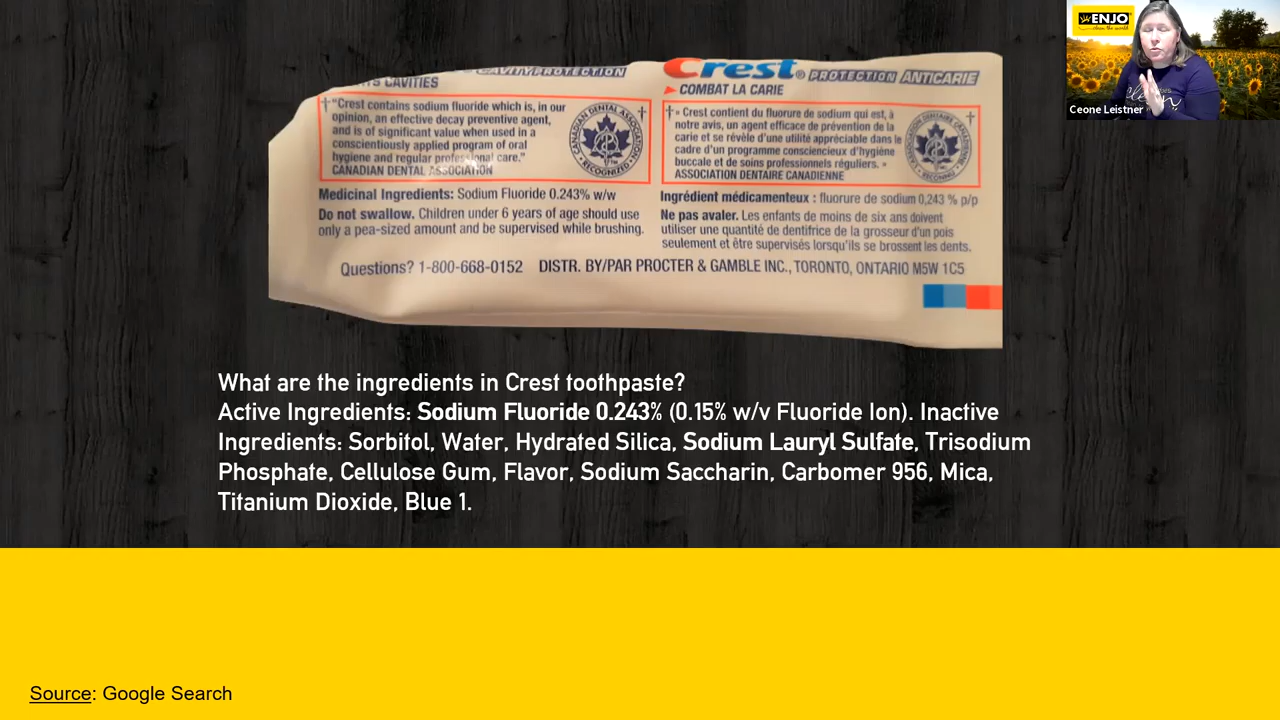 CAVITIES
CAVITY PROTECTION
†"Crest contains sodium fluoride which is, in our
opinion, an effective decay preventive agent,
and is of significant value when used in a
conscientiously applied program of oral
hygiene and regular professional care."
CANADIAN DENTAL ASSOCIATION
CANADIAN DENTAL ASSOCIATION
• RECOGNIZED •
†
Medicinal Ingredients: Sodium Fluoride 0.243% w/w
Do not swallow. Children under 6 years of age should use
only a pea-sized amount and be supervised while brushing.
Crest® PROTECTION ANTICARIE
COMBAT LA CARIE
†« Crest contient du fluorure de sodium qui est, à
notre avis, un agent efficace de prévention de la
carie et se révèle d'une utilité appréciable dans le
cadre d'un programme consciencieux d'hygiène
buccale et de soins professionnels réguliers. »
ASSOCIATION DENTAIRE CANADIENNE
ASSOCIATION DENTAIRE CANADIENNE
• RECONNU •
†
Ingrédient médicamenteux : fluorure de sodium 0,243 % p/p
Ne pas avaler. Les enfants de moins de six ans doivent
utiliser une quantité de dentifrice de la grosseur d'un pois
seulement et être supervisés lorsqu'ils se brossent les dents.
Questions? 1-800-668-0152 DISTR. BY/PAR PROCTER & GAMBLE INC., TORONTO, ONTARIO M5W 1C5
What are the ingredients in Crest toothpaste?
Active Ingredients: Sodium Fluoride 0.243% (0.15% w/v Fluoride Ion). Inactive
Ingredients: Sorbitol, Water, Hydrated Silica, Sodium Lauryl Sulfate, Trisodium
Phosphate, Cellulose Gum, Flavor, Sodium Saccharin, Carbomer 956, Mica,
Titanium Dioxide, Blue 1.
Source: Google Search
ENJO
Ceone Leistner